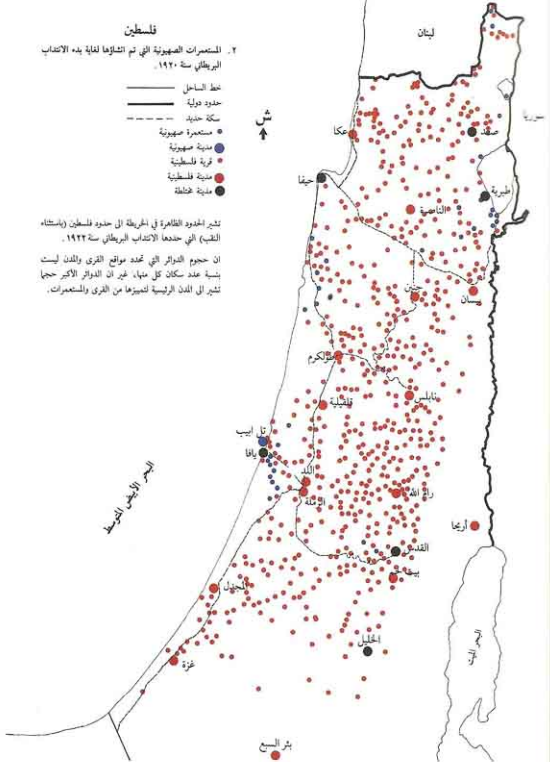 فلسطين
٢. المستعمرات الصهيونية التي تم انشاؤها لغاية بدء الانتداب
البريطاني سنة ١٩٢٠.
خط الساحل
حدود دولية
سكة حديد
مستعمرة صهيونية
مدينة صهيونية
قرية فلسطينية
مدينة فلسطينية
مدينة مختلطة
ش
تشير الحدود الظاهرة في الخريطة الى حدود فلسطين (باستثناء
النقب) التي حددها الانتداب البريطاني سنة ١٩٢٢.
ان حجوم الدوائر التي تحدد مواقع القرى والمدن ليست
بنسبة عدد سكان كل منها، غير ان الدوائر الأكبر حجما
تشير الى المدن الرئيسية لتمييزها من القرى والمستعمرات.
لبنان
سوريا
صفد
عكا
حيفا
طبرية
الناصرة
جنين
بيسان
طولكرم
نابلس
قلقيلية
تل ابيب
يافا
اللد
الرملة
رام الله
أريحا
القدس
بيت لحم
المجدل
الخليل
غزة
بئر السبع
البحر الأبيض المتوسط
البحر الميت